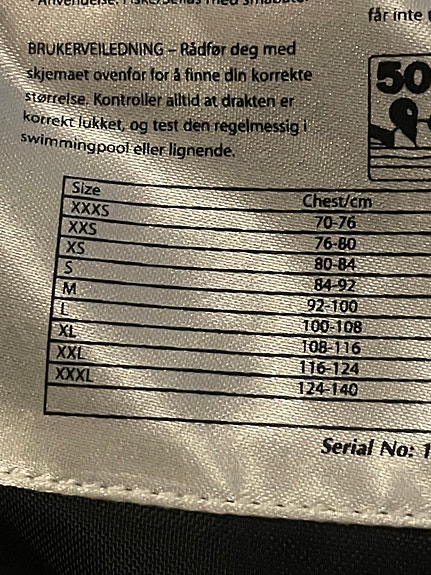 får inte
BRUKERVEILEDNING – Rådfør deg med
skjemaet ovenfor for å finne din korrekte
størrelse. Kontroller alltid at drakten er
korrekt lukket, og test den regelmessig i
swimmingpool eller lignende.
50
Size Chest/cm
XXXS 70-76
XXS 76-80
XS 80-84
S 84-92
M 92-100
L 100-108
XL 108-116
XXL 116-124
XXXL 124-140
Serial No: 1